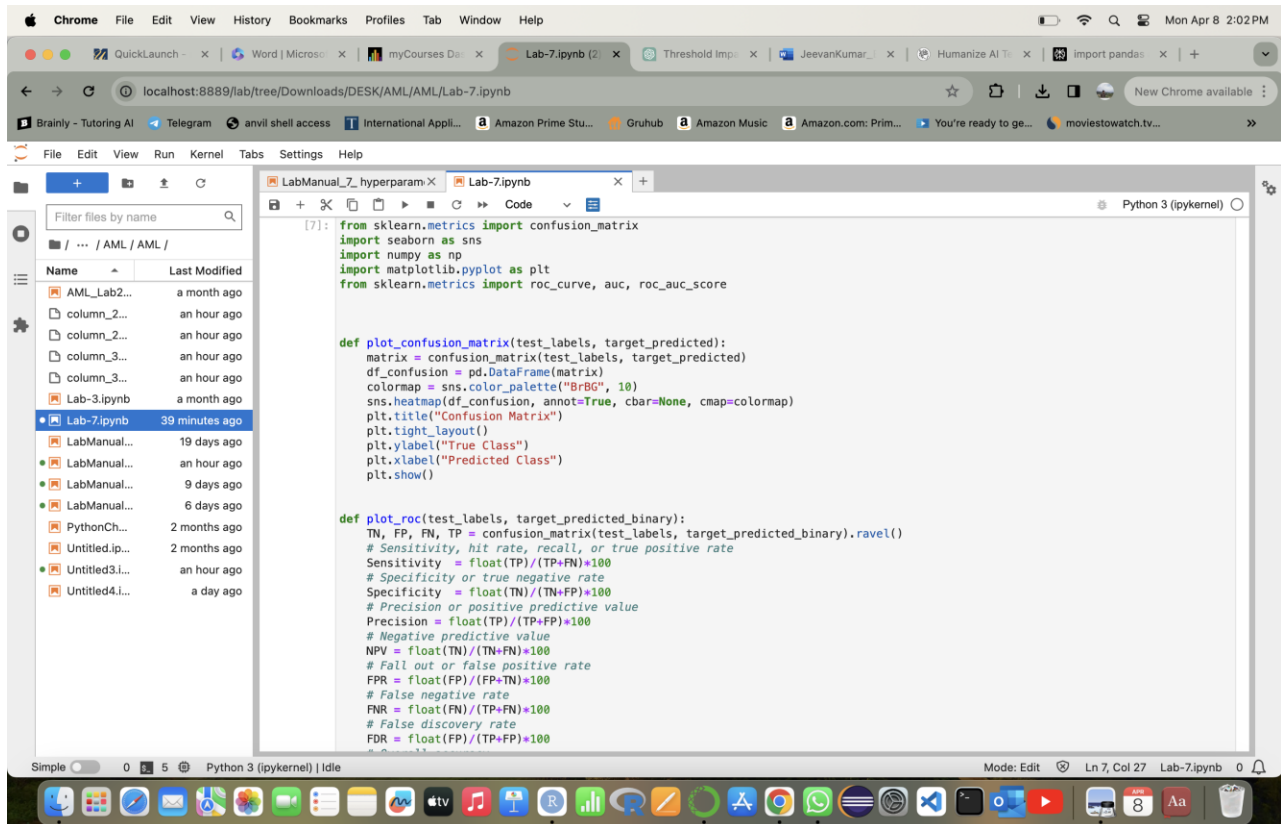 Chrome File Edit View History Bookmarks Profiles Tab Window Help Mon Apr 8 2:02 PM
QuickLaunch - Word | Microsof myCourses Das Lab-7.ipynb (2) Threshold Impa JeevanKumar_ Humanize AI Te import pandas
localhost:8889/lab/tree/Downloads/DESK/AML/AML/Lab-7.ipynb New Chrome available
Brainly - Tutoring AI Telegram anvil shell access International Appli... Amazon Prime Stu... Gruhub Amazon Music Amazon.com: Prim... You're ready to ge... moviestowatch.tv... »
File Edit View Run Kernel Tabs Settings Help
LabManual_7_ hyperparam Lab-7.ipynb
Code Python 3 (ipykernel)
Filter files by name
/ ··· / AML / AML /
Name Last Modified
AML_Lab2... a month ago
column_2... an hour ago
column_2... an hour ago
column_3... an hour ago
column_3... an hour ago
Lab-3.ipynb a month ago
Lab-7.ipynb 39 minutes ago
LabManual... 19 days ago
LabManual... an hour ago
LabManual... 9 days ago
LabManual... 6 days ago
PythonCh... 2 months ago
Untitled.ip... 2 months ago
Untitled3.i... an hour ago
Untitled4.i... a day ago
[7]: from sklearn.metrics import confusion_matrix
import seaborn as sns
import numpy as np
import matplotlib.pyplot as plt
from sklearn.metrics import roc_curve, auc, roc_auc_score
def plot_confusion_matrix(test_labels, target_predicted):
matrix = confusion_matrix(test_labels, target_predicted)
df_confusion = pd.DataFrame(matrix)
colormap = sns.color_palette("BrBG", 10)
sns.heatmap(df_confusion, annot=True, cbar=None, cmap=colormap)
plt.title("Confusion Matrix")
plt.tight_layout()
plt.ylabel("True Class")
plt.xlabel("Predicted Class")
plt.show()
def plot_roc(test_labels, target_predicted_binary):
TN, FP, FN, TP = confusion_matrix(test_labels, target_predicted_binary).ravel()
# Sensitivity, hit rate, recall, or true positive rate
Sensitivity = float(TP)/(TP+FN)*100
# Specificity or true negative rate
Specificity = float(TN)/(TN+FP)*100
# Precision or positive predictive value
Precision = float(TP)/(TP+FP)*100
# Negative predictive value
NPV = float(TN)/(TN+FN)*100
# Fall out or false positive rate
FPR = float(FP)/(FP+TN)*100
# False negative rate
FNR = float(FN)/(TP+FN)*100
# False discovery rate
FDR = float(FP)/(TP+FP)*100
Simple 0 5 Python 3 (ipykernel) | Idle Mode: Edit Ln 7, Col 27 Lab-7.ipynb 0
tv R APR 8 Aa